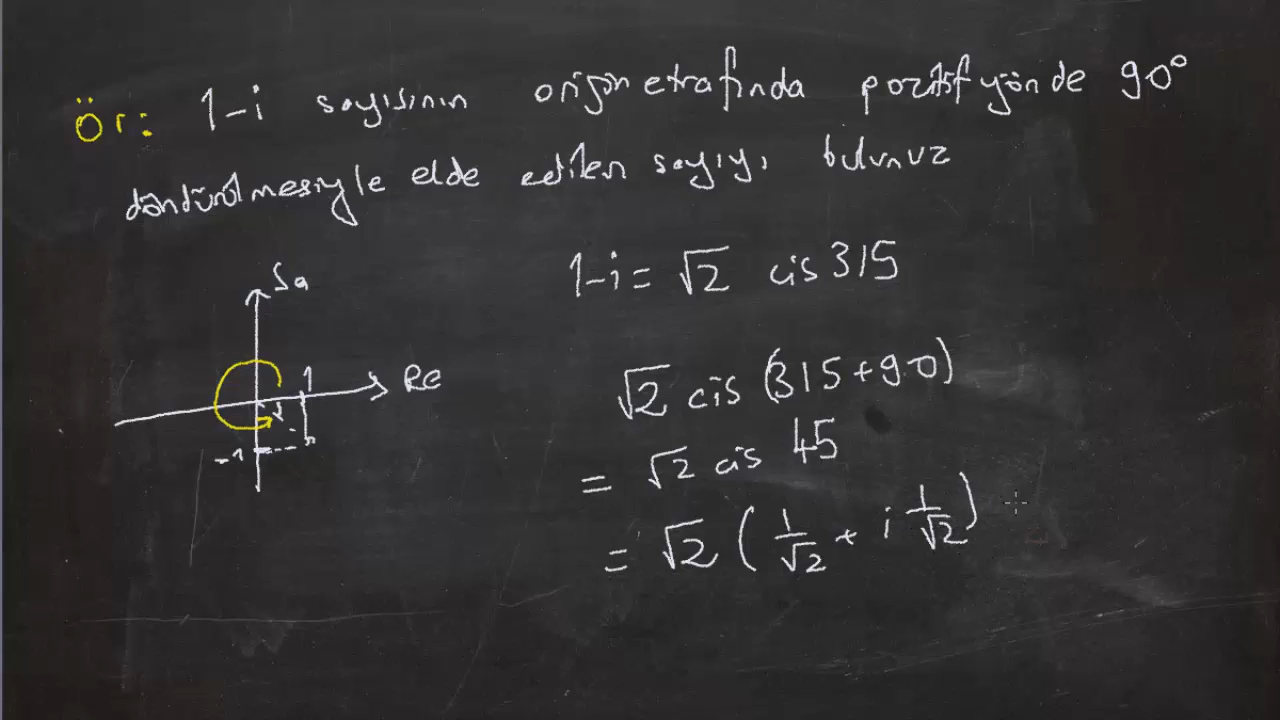 Ör: 1-i sayısının orijin etrafında pozitif yönde 90°
döndürülmesiyle elde edilen sayıyı bulunuz
1-i = √2 cis 315
Sa
√2 cis (315+90)
1
Re
= √2 cis 45
-1
= √2 ( 1/√2 + i 1/√2 )